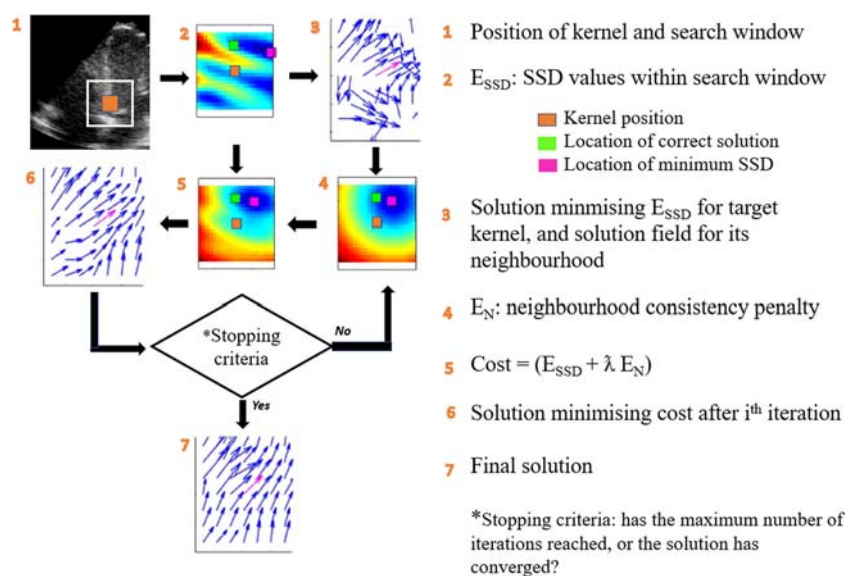 1
2
3
6
5
4
*Stopping
criteria
No
Yes
7
1 Position of kernel and search window
2 E_SSD: SSD values within search window
Kernel position
Location of correct solution
Location of minimum SSD
3 Solution minmising E_SSD for target
kernel, and solution field for its
neighbourhood
4 E_N: neighbourhood consistency penalty
5 Cost = (E_SSD + ƛ E_N)
6 Solution minimising cost after i^th iteration
7 Final solution
*Stopping criteria: has the maximum number of
iterations reached, or the solution has
converged?